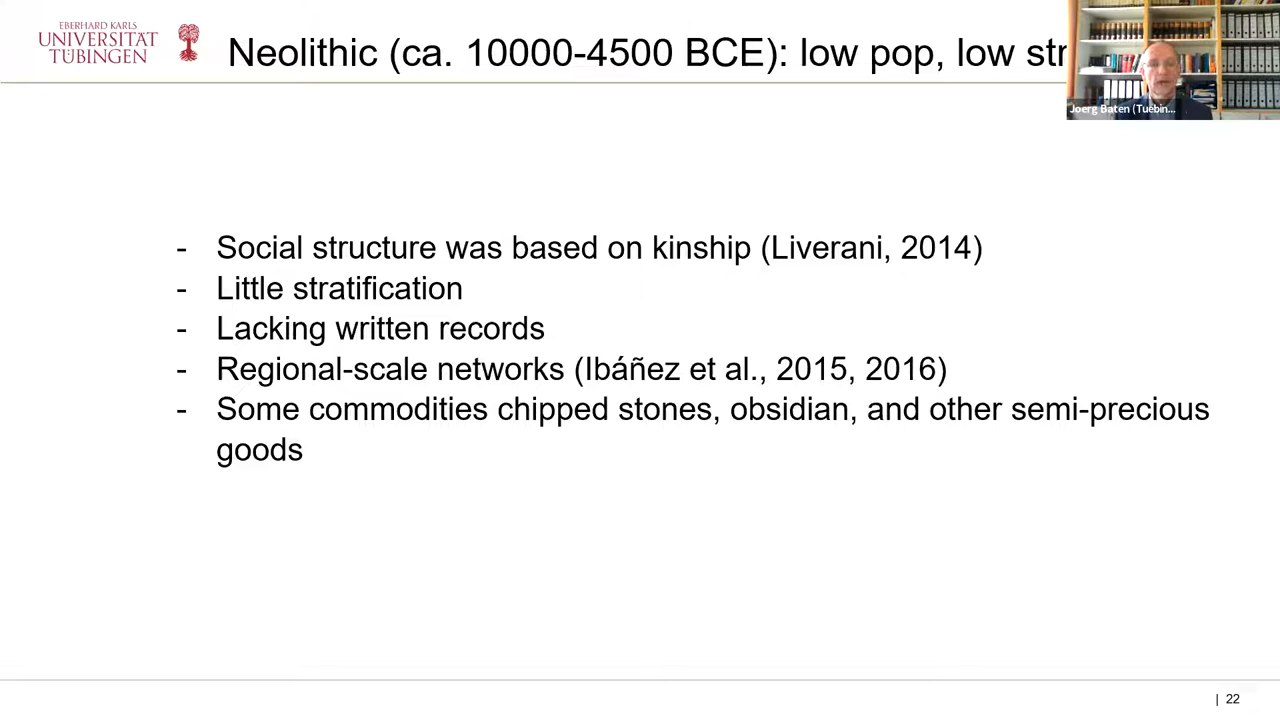 EBERHARD KARLS
UNIVERSITÄT
TÜBINGEN
Neolithic (ca. 10000-4500 BCE): low pop, low str
Joerg Baten (Tuebin...
- Social structure was based on kinship (Liverani, 2014)
- Little stratification
- Lacking written records
- Regional-scale networks (Ibáñez et al., 2015, 2016)
- Some commodities chipped stones, obsidian, and other semi-precious
goods
| 22